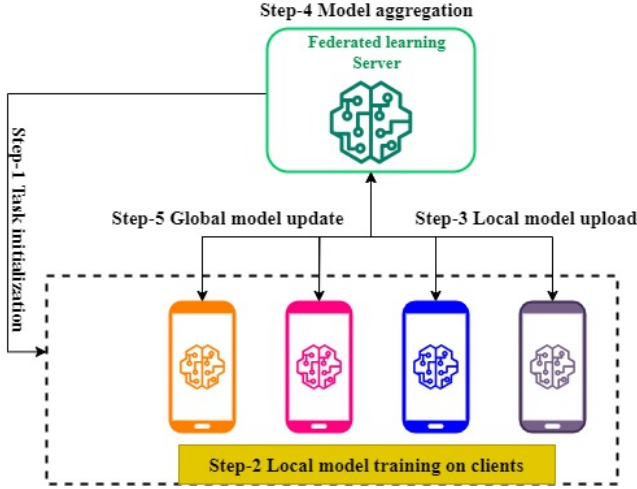 Step-4 Model aggregation
Federated learning
Server
Step-1 Task initialization
Step-5 Global model update
Step-3 Local model upload
Step-2 Local model training on clients